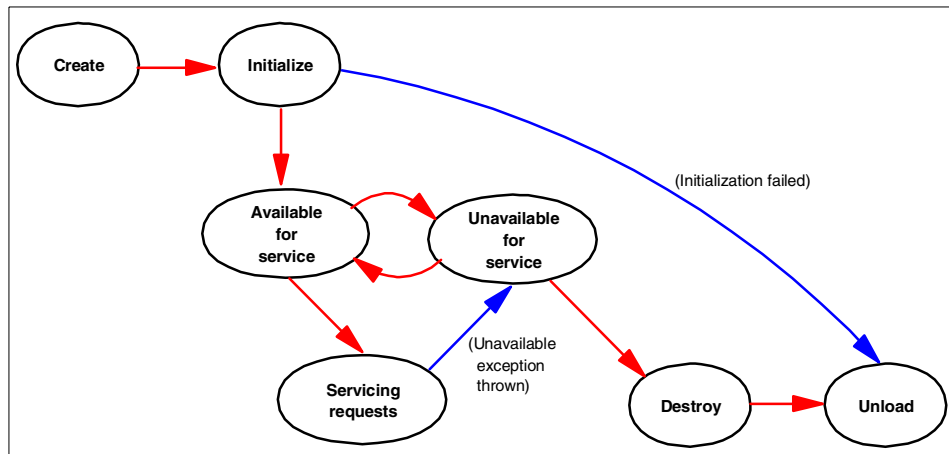 Create
Initialize
(Initialization failed)
Available
for
service
Unavailable
for
service
(Unavailable
exception
thrown)
Servicing
requests
Destroy
Unload